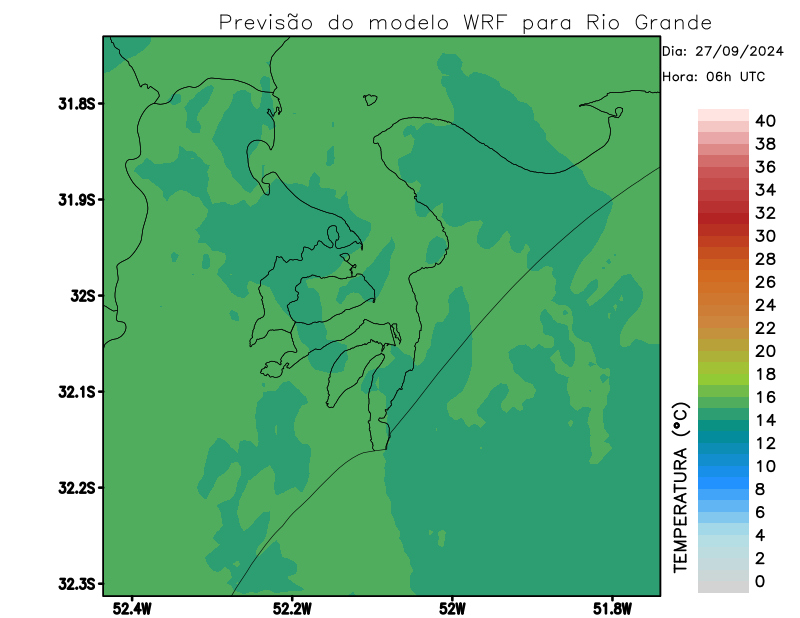 Previsão do modelo WRF para Rio Grande
Dia: 27/09/2024
Hora: 06h UTC
31.8S
31.9S
32S
32.1S
32.2S
32.3S
52.4W
52.2W
52W
51.8W
TEMPERATURA (°C)
40
38
36
34
32
30
28
26
24
22
20
18
16
14
12
10
8
6
4
2
0